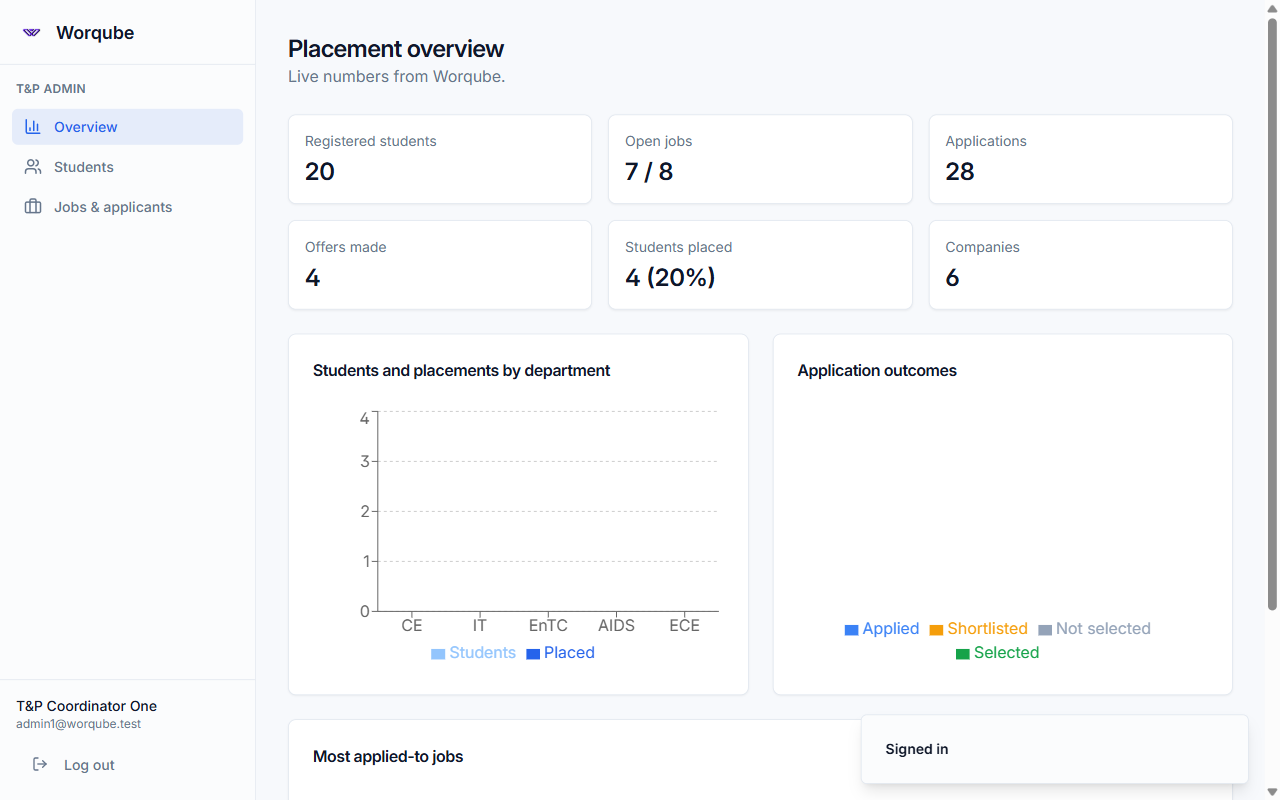 Worqube
T&P ADMIN
Overview
Students
Jobs & applicants
T&P Coordinator One
admin1@worqube.test
Log out
Placement overview
Live numbers from Worqube.
Registered students
20
Open jobs
7 / 8
Applications
28
Offers made
4
Students placed
4 (20%)
Companies
6
Students and placements by department
4
3
2
1
0
CE IT EnTC AIDS ECE
Students Placed
Application outcomes
Applied Shortlisted Not selected
Selected
Most applied-to jobs
Signed in